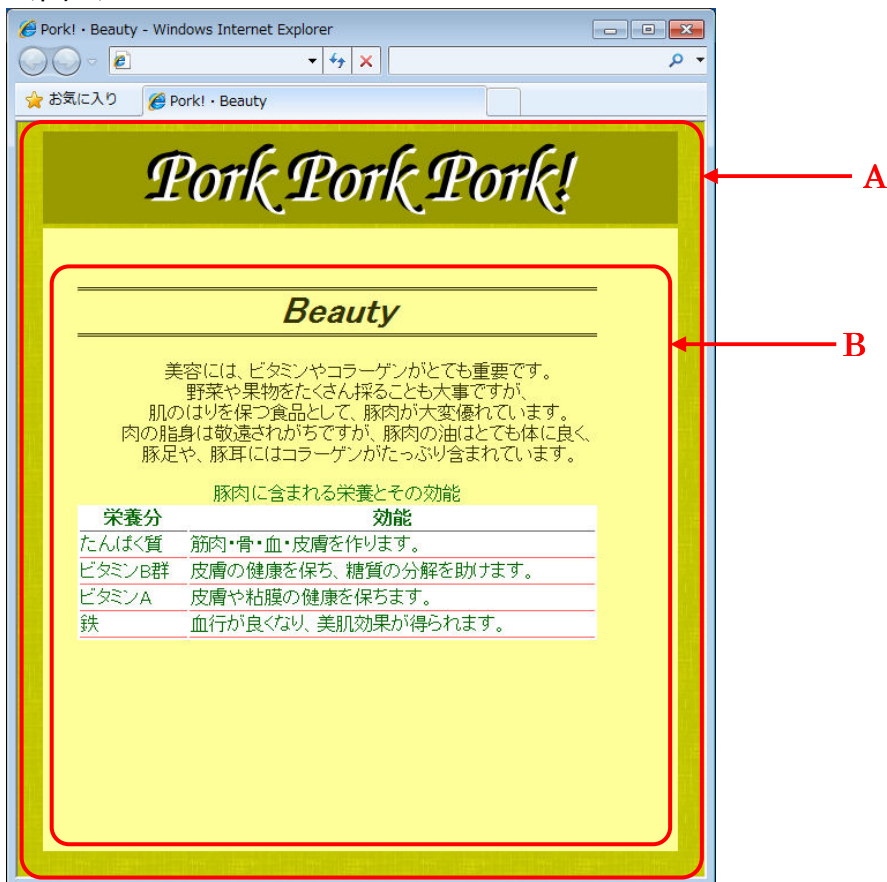 Pork!・Beauty - Windows Internet Explorer
お気に入り
Pork!・Beauty
Pork Pork Pork!
A
Beauty
B
美容には、ビタミンやコラーゲンがとても重要です。
野菜や果物をたくさん採ることも大事ですが、
肌のはりを保つ食品として、豚肉が大変優れています。
肉の脂身は敬遠されがちですが、豚肉の油はとても体に良く、
豚足や、豚耳にはコラーゲンがたっぷり含まれています。
豚肉に含まれる栄養とその効能
栄養分 効能
たんぱく質 筋肉・骨・血・皮膚を作ります。
ビタミンB群 皮膚の健康を保ち、糖質の分解を助けます。
ビタミンA 皮膚や粘膜の健康を保ちます。
鉄 血行が良くなり、美肌効果が得られます。